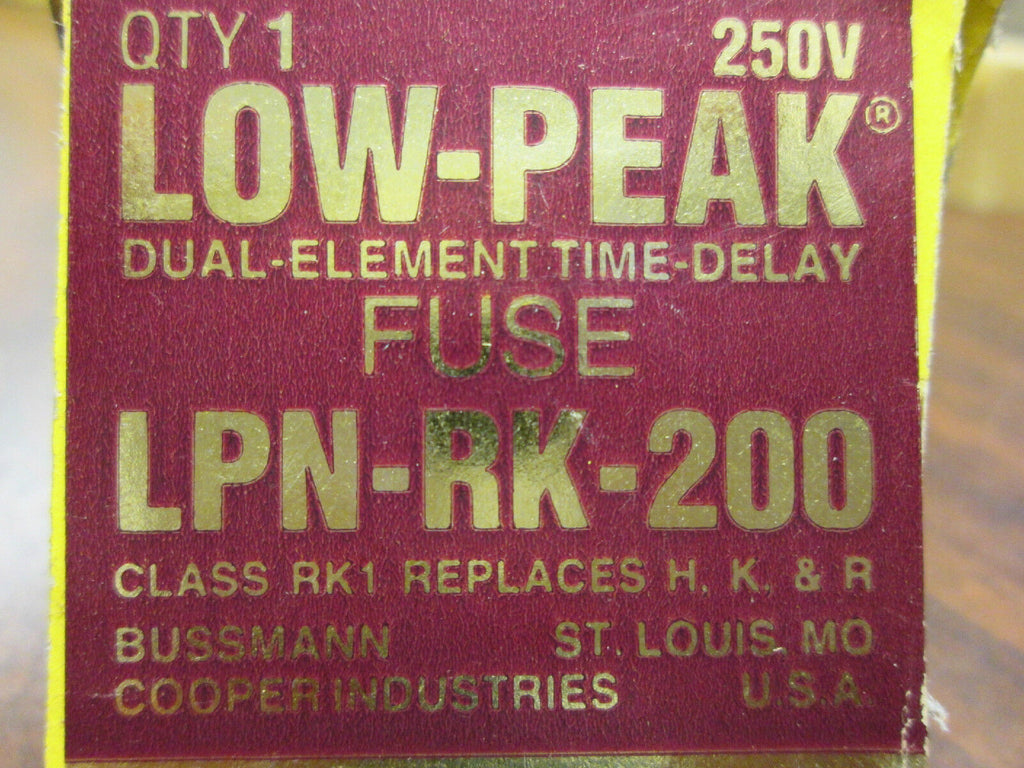 QTY 1 250V
LOW-PEAK®
DUAL-ELEMENT TIME-DELAY
FUSE
LPN-RK-200
CLASS RK1 REPLACES H, K, & R
BUSSMANN ST. LOUIS, MO
COOPER INDUSTRIES U.S.A.